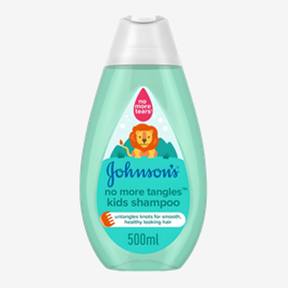 no
more
tears®
Johnson's®
no more tangles™
kids shampoo
untangles knots for smooth,
healthy looking hair
500ml